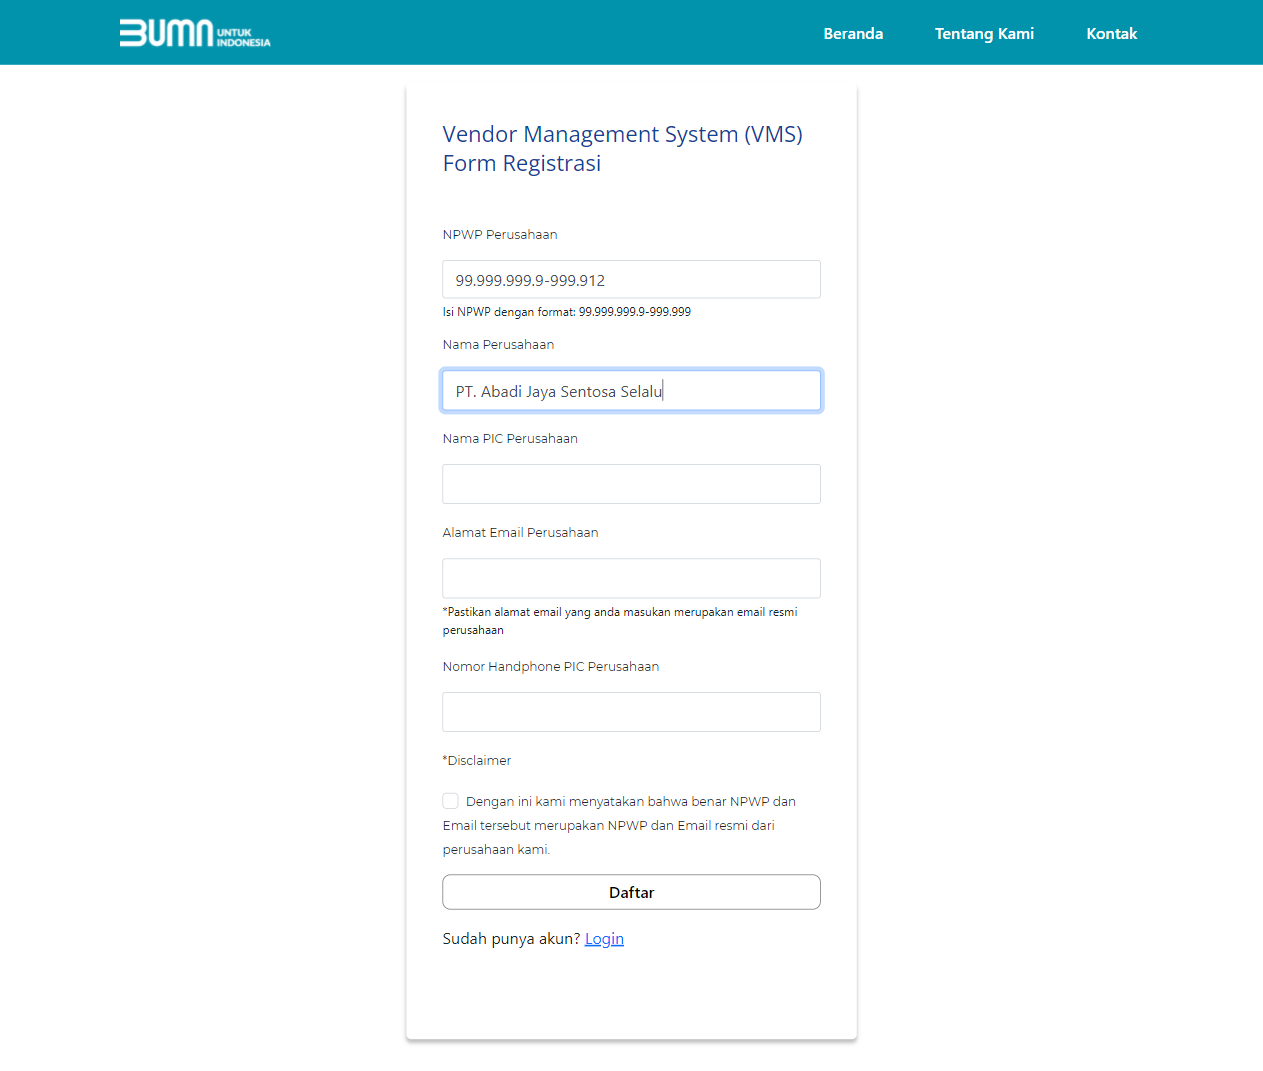 BUMN UNTUK INDONESIA
Beranda Tentang Kami Kontak
Vendor Management System (VMS)
Form Registrasi
NPWP Perusahaan
99.999.999.9-999.912
Isi NPWP dengan format: 99.999.999.9-999.999
Nama Perusahaan
PT. Abadi Jaya Sentosa Selalu
Nama PIC Perusahaan
Alamat Email Perusahaan
*Pastikan alamat email yang anda masukan merupakan email resmi
perusahaan
Nomor Handphone PIC Perusahaan
*Disclaimer
Dengan ini kami menyatakan bahwa benar NPWP dan
Email tersebut merupakan NPWP dan Email resmi dari
perusahaan kami.
Daftar
Sudah punya akun? Login